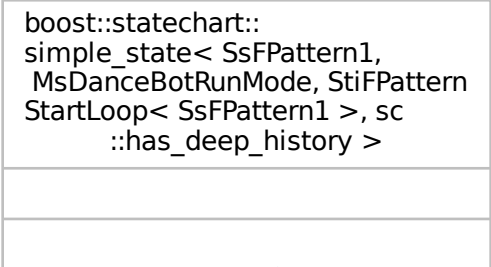 boost::statechart::
simple_state< SsFPattern1,
MsDanceBotRunMode, StiFPattern
StartLoop< SsFPattern1 >, sc
::has_deep_history >